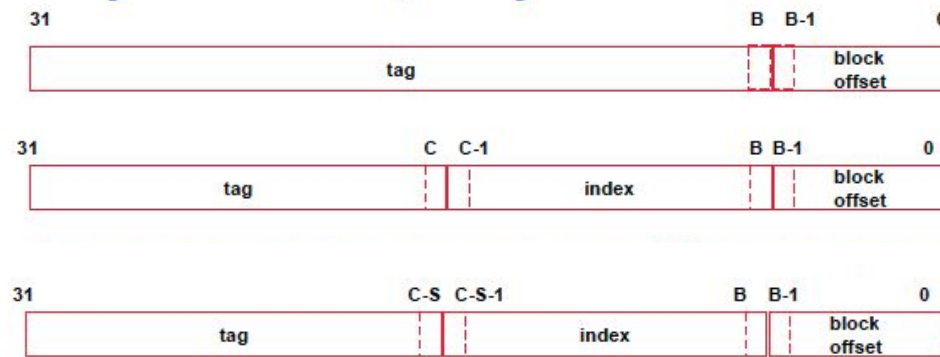 31 B B-1
tag block
offset
31 C C-1 B B-1 0
tag index block
offset
31 C-S C-S-1 B B-1 0
tag index block
offset